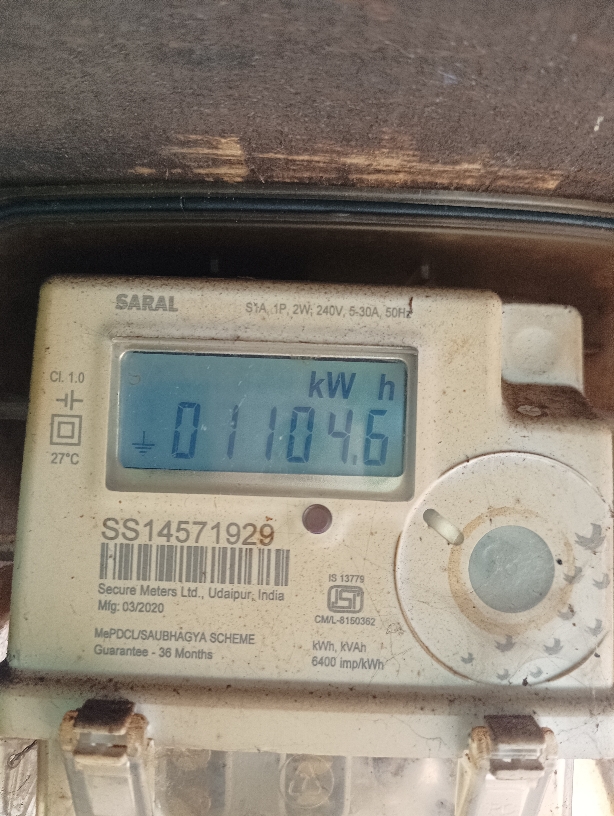 SARAL
S1A, 1P, 2W, 240V, 5-30A, 50Hz
Cl. 1.0
27°C
kW h
01104.6
SS14571929
Secure Meters Ltd., Udaipur, India
Mfg: 03/2020
MePDCL/SAUBHAGYA SCHEME
Guarantee - 36 Months
IS 13779
ISI
CM/L-8150362
kWh, kVAh
6400 imp/kWh